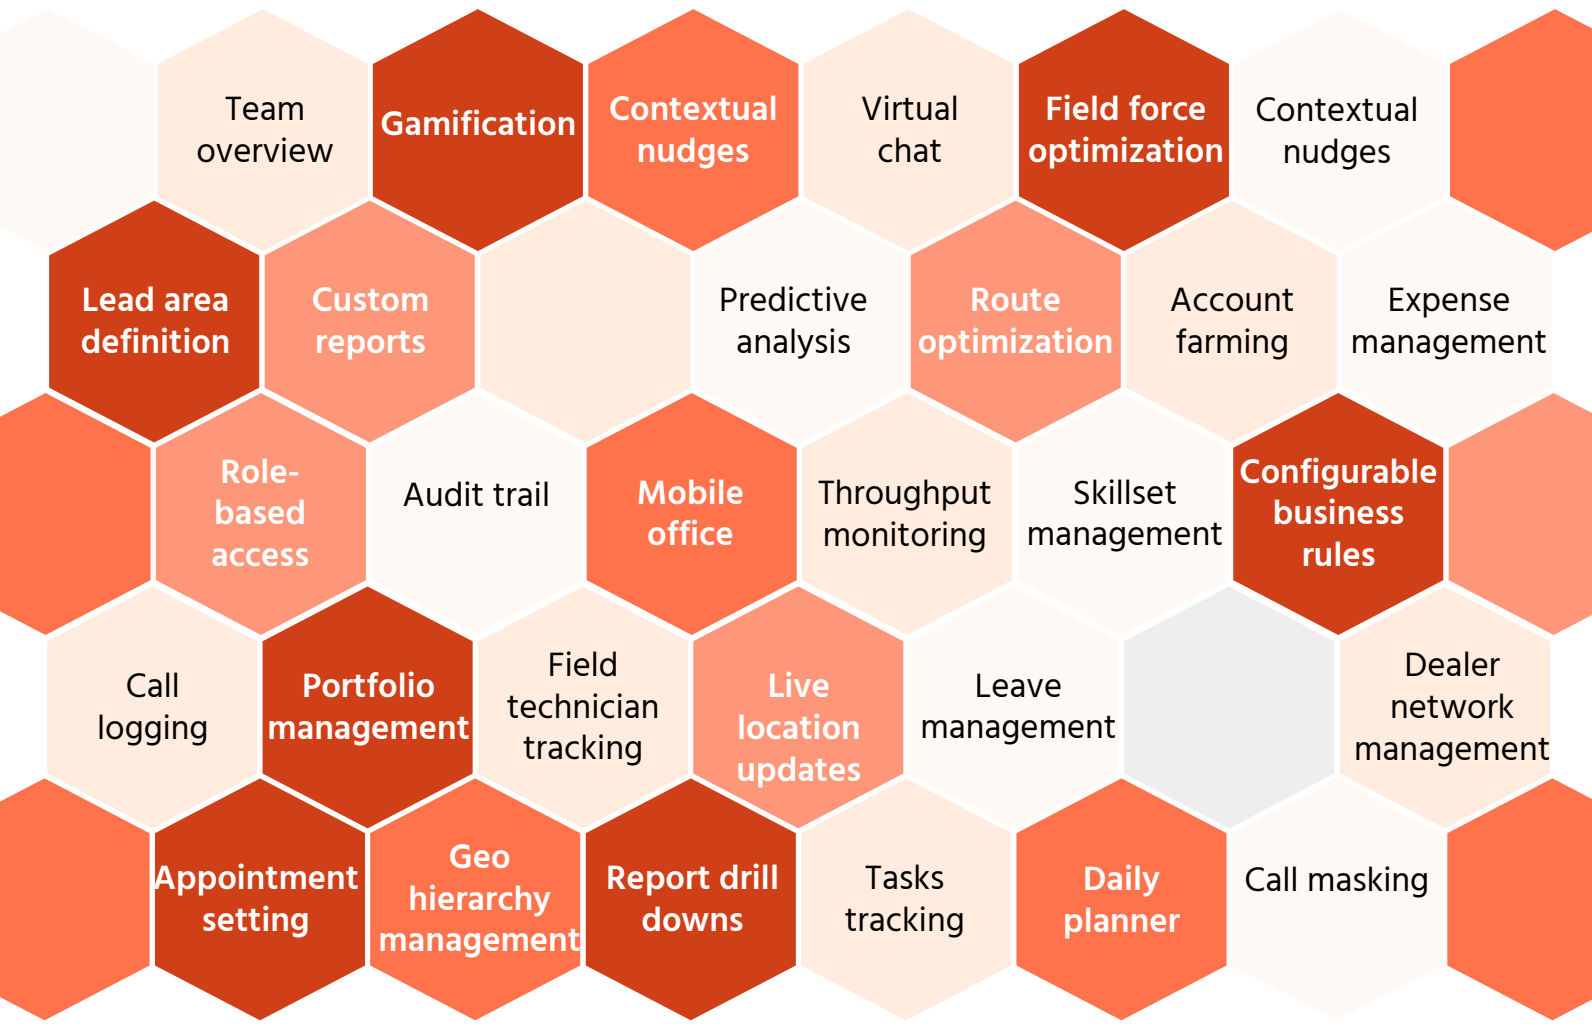 Team
overview
Gamification
Contextual
nudges
Virtual
chat
Field force
optimization
Contextual
nudges
Lead area
definition
Custom
reports
Predictive
analysis
Route
optimization
Account
farming
Expense
management
Role-
based
access
Audit trail
Mobile
office
Throughput
monitoring
Skillset
management
Configurable
business
rules
Call
logging
Portfolio
management
Field
technician
tracking
Live
location
updates
Leave
management
Dealer
network
management
Appointment
setting
Geo
hierarchy
management
Report drill
downs
Tasks
tracking
Daily
planner
Call masking